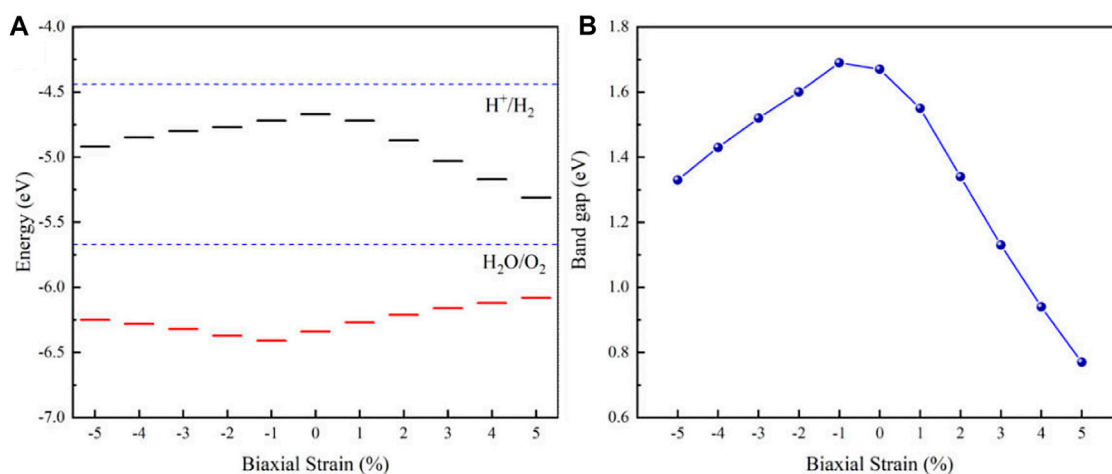 A
Energy (eV)
-4.0
-4.5
-5.0
-5.5
-6.0
-6.5
-7.0
H⁺/H₂
H₂O/O₂
-5 -4 -3 -2 -1 0 1 2 3 4 5
Biaxial Strain (%)
B
Band gap (eV)
1.8
1.6
1.4
1.2
1.0
0.8
0.6
-5 -4 -3 -2 -1 0 1 2 3 4 5
Biaxial Strain (%)